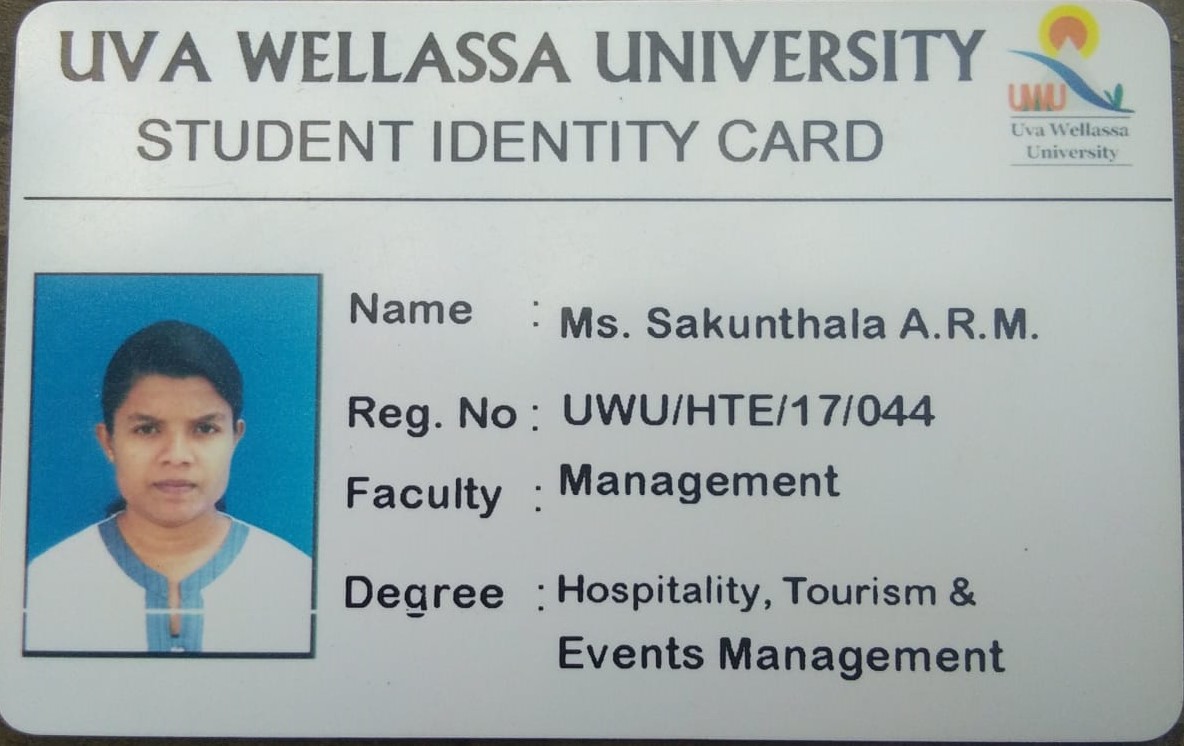 UVA WELLASSA UNIVERSITY
STUDENT IDENTITY CARD
UWU
Uva Wellassa
University
Name : Ms. Sakunthala A.R.M.
Reg. No : UWU/HTE/17/044
Faculty : Management
Degree : Hospitality, Tourism &
Events Management